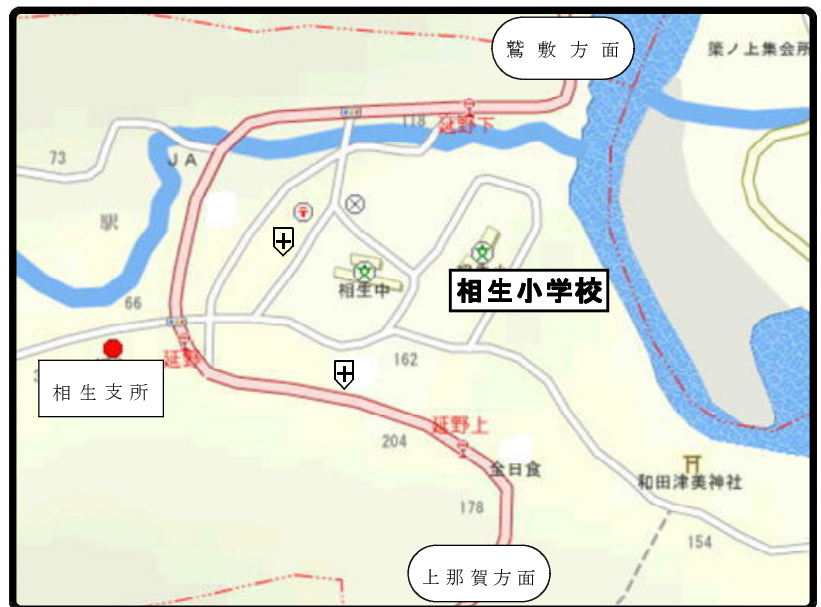 鷲敷方面
築ノ上集会所
118
延野下
73
JA
駅
相生中
相生小学校
66
延野
162
相生支所
延野上
204
全日食
和田津美神社
178
154
上那賀方面